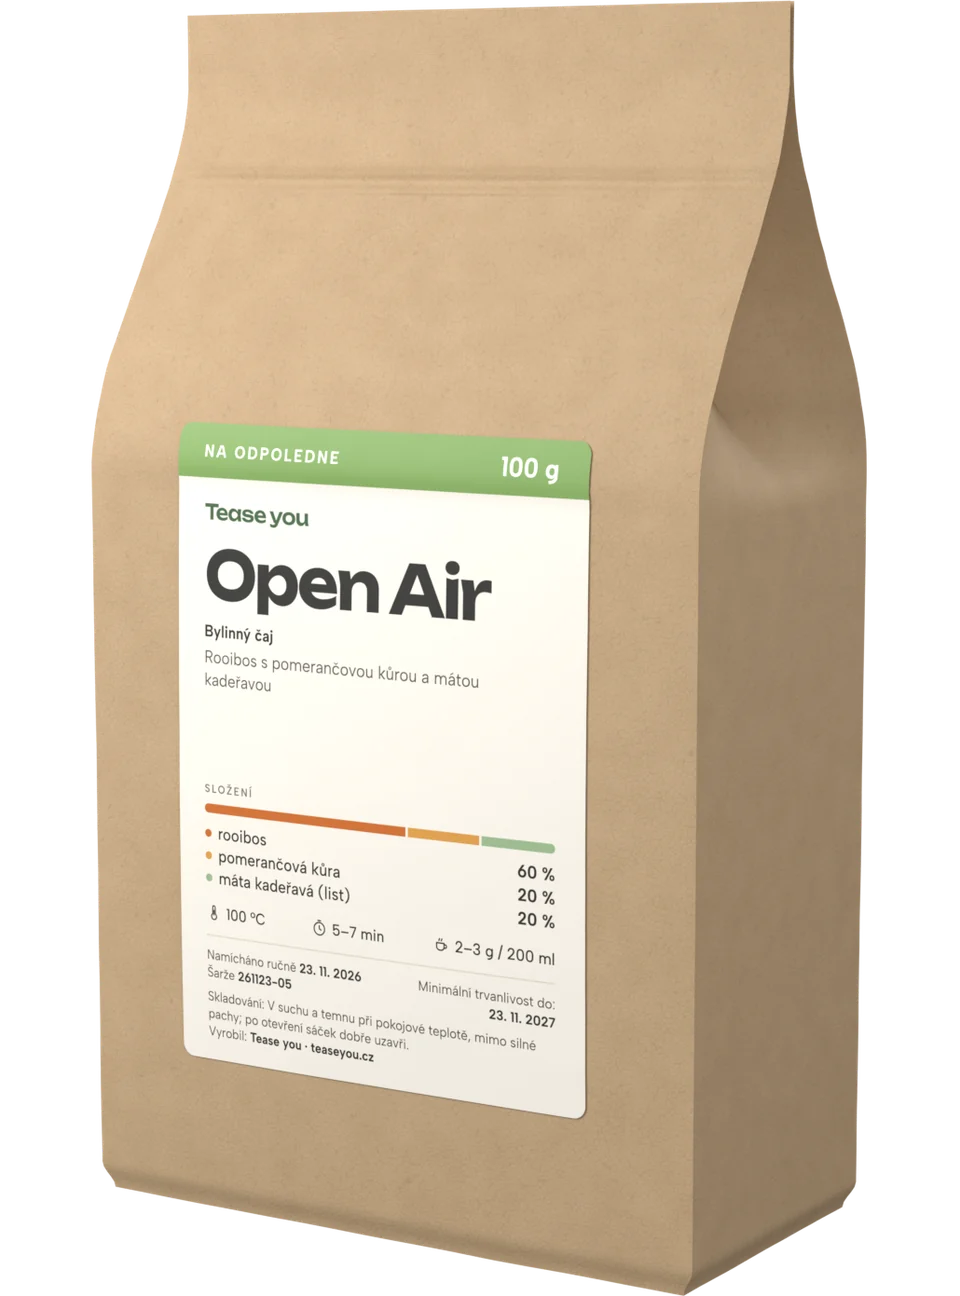 NA ODPOLEDNE
100 g
Tease you
Open Air
Bylinný čaj
Rooibos s pomerančovou kůrou a mátou
kadeřavou
SLOŽENÍ
rooibos 60 %
pomerančová kůra 20 %
máta kadeřavá (list) 20 %
100 °C 5–7 min 2–3 g / 200 ml
Namícháno ručně 23. 11. 2026
Šarže 261123-05
Minimální trvanlivost do:
23. 11. 2027
Skladování: V suchu a temnu při pokojové teplotě, mimo silné
pachy; po otevření sáček dobře uzavři.
Vyrobil: Tease you · teaseyou.cz